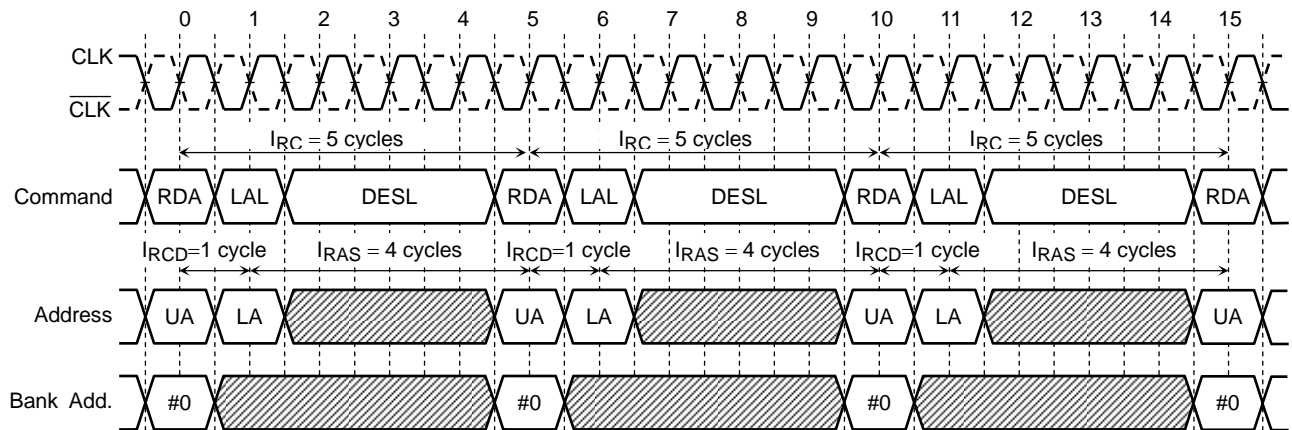 0 1 2 3 4 5 6 7 8 9 10 11 12 13 14 15
CLK
CLK
IRC = 5 cycles IRC = 5 cycles IRC = 5 cycles
Command RDA LAL DESL RDA LAL DESL RDA LAL DESL RDA
IRCD=1 cycle IRAS = 4 cycles IRCD=1 cycle IRAS = 4 cycles IRCD=1 cycle IRAS = 4 cycles
Address UA LA UA LA UA LA UA
Bank Add. #0 #0 #0 #0